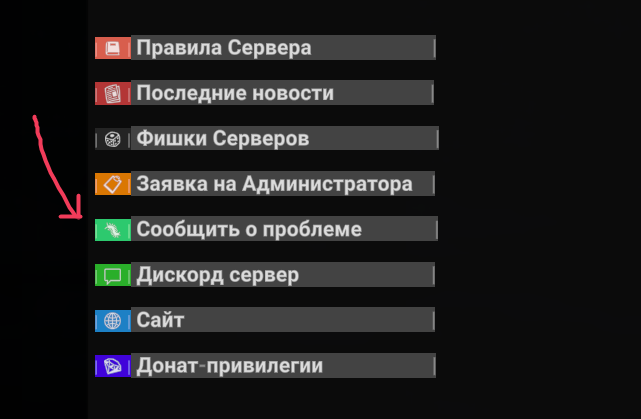 Правила Сервера
Последние новости
Фишки Серверов
Заявка на Администратора
Сообщить о проблеме
Дискорд сервер
Сайт
Донат-привилегии